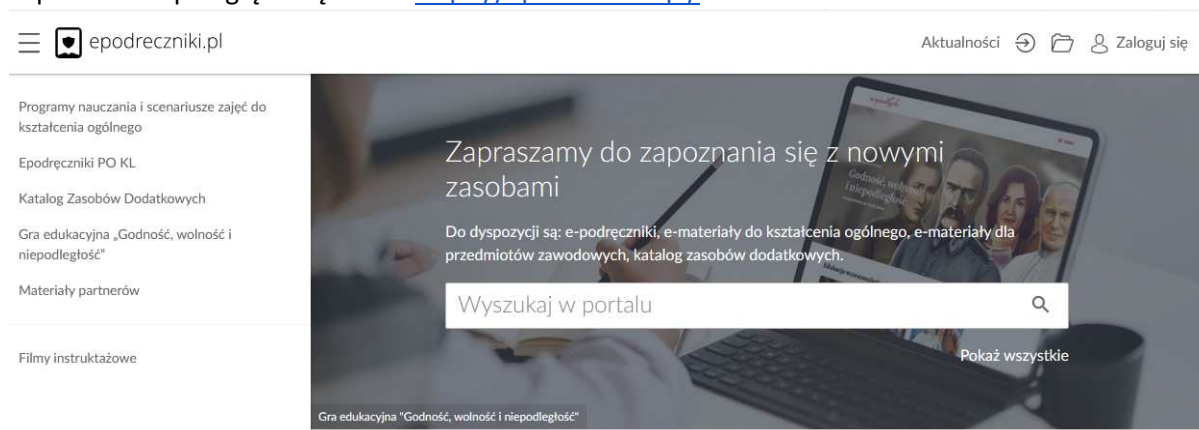 epodreczniki.pl
Aktualności
Zaloguj się
Programy nauczania i scenariusze zajęć do
kształcenia ogólnego
Epodręczniki PO KL
Katalog Zasobów Dodatkowych
Gra edukacyjna „Godność, wolność i
niepodległość”
Materiały partnerów
Filmy instruktażowe
Zapraszamy do zapoznania się z nowymi
zasobami
Do dyspozycji są: e-podręczniki, e-materiały do kształcenia ogólnego, e-materiały dla
przedmiotów zawodowych, katalog zasobów dodatkowych.
Wyszukaj w portalu
Pokaż wszystkie
Gra edukacyjna "Godność, wolność i niepodległość"
Godność, wolność
i niepodległość